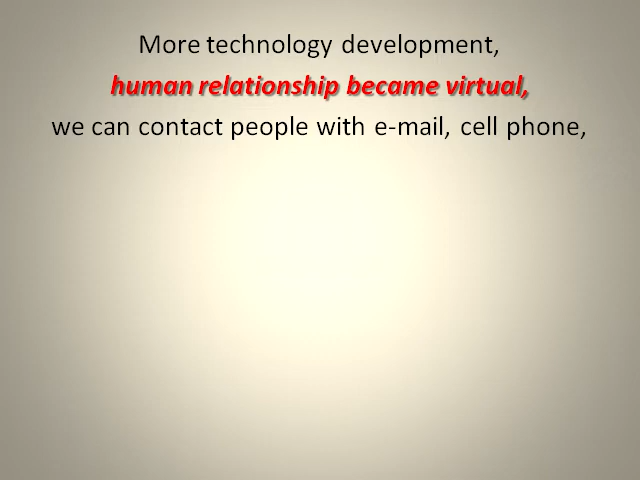 More technology development,
human relationship became virtual,
we can contact people with e-mail, cell phone,